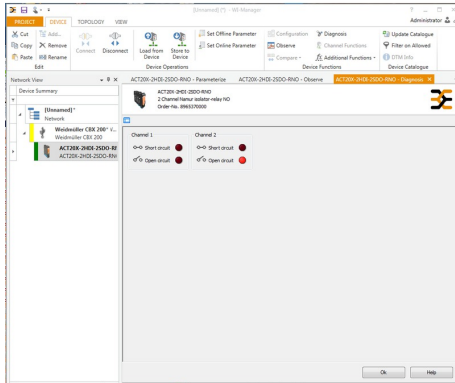 [Unnamed] (*) - WI-Manager
PROJECT DEVICE TOPOLOGY VIEW Administrator
Cut Add... Set Offline Parameter Configuration Diagnosis Update Catalogue
Copy Remove Set Online Parameter Observe Channel Functions Filter on Allowed
Paste Rename Connect Disconnect Load from Device Store to Device Compare Additional Functions DTM Info
Edit Device Operations Device Functions Device Catalogue
Network View ACT20X-2HDI-2SDO-RNO - Parameterize ACT20X-2HDI-2SDO-RNO - Observe ACT20X-2HDI-2SDO-RNO - Diagnosis
Device Summary
ACT20X-2HDI-2SDO-RNO
2 Channel Namur isolator-relay NO
Order-No. 8965370000
[Unnamed]*
Network
Weidmüller CBX 200* V...
Weidmüller CBX 200
ACT20X-2HDI-2SDO-RN
ACT20X-2HDI-2SDO-RNO
Channel 1 Channel 2
Short circuit Short circuit
Open circuit Open circuit
Ok Help